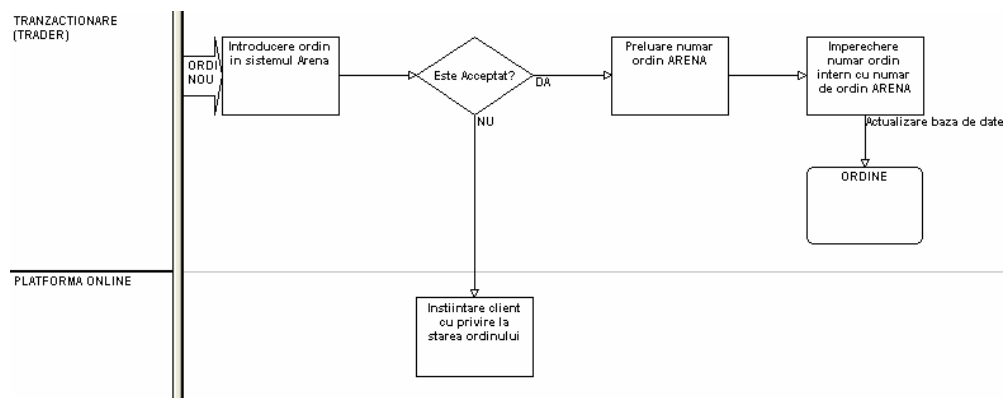 TRANZACTIONARE
(TRADER)
ORDI
NOU
Introducere ordin
in sistemul Arena
Este Acceptat?
DA
NU
Preluare numar
ordin ARENA
Imperechere
numar ordin
intern cu numar
de ordin ARENA
Actualizare baza de date
ORDINE
PLATFORMA ONLINE
Instiintare client
cu privire la
starea ordinului